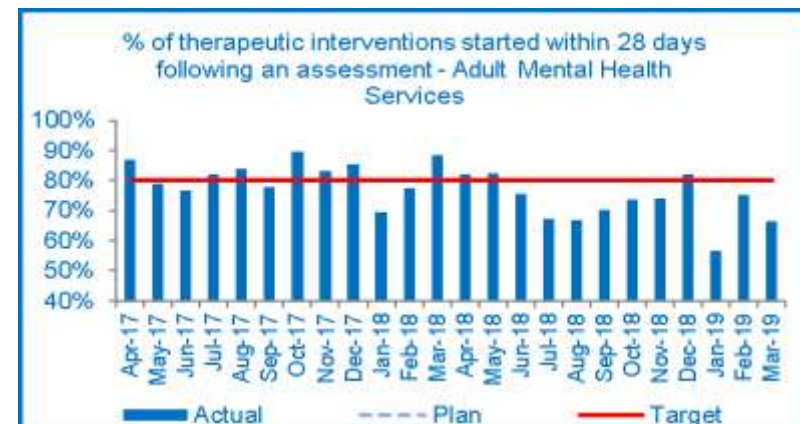 % of therapeutic interventions started within 28 days
following an assessment - Adult Mental Health
Services
100%
90%
80%
70%
60%
50%
40%
Apr-17
May-17
Jun-17
Jul-17
Aug-17
Sep-17
Oct-17
Nov-17
Dec-17
Jan-18
Feb-18
Mar-18
Apr-18
May-18
Jun-18
Jul-18
Aug-18
Sep-18
Oct-18
Nov-18
Dec-18
Jan-19
Feb-19
Mar-19
Actual Plan Target